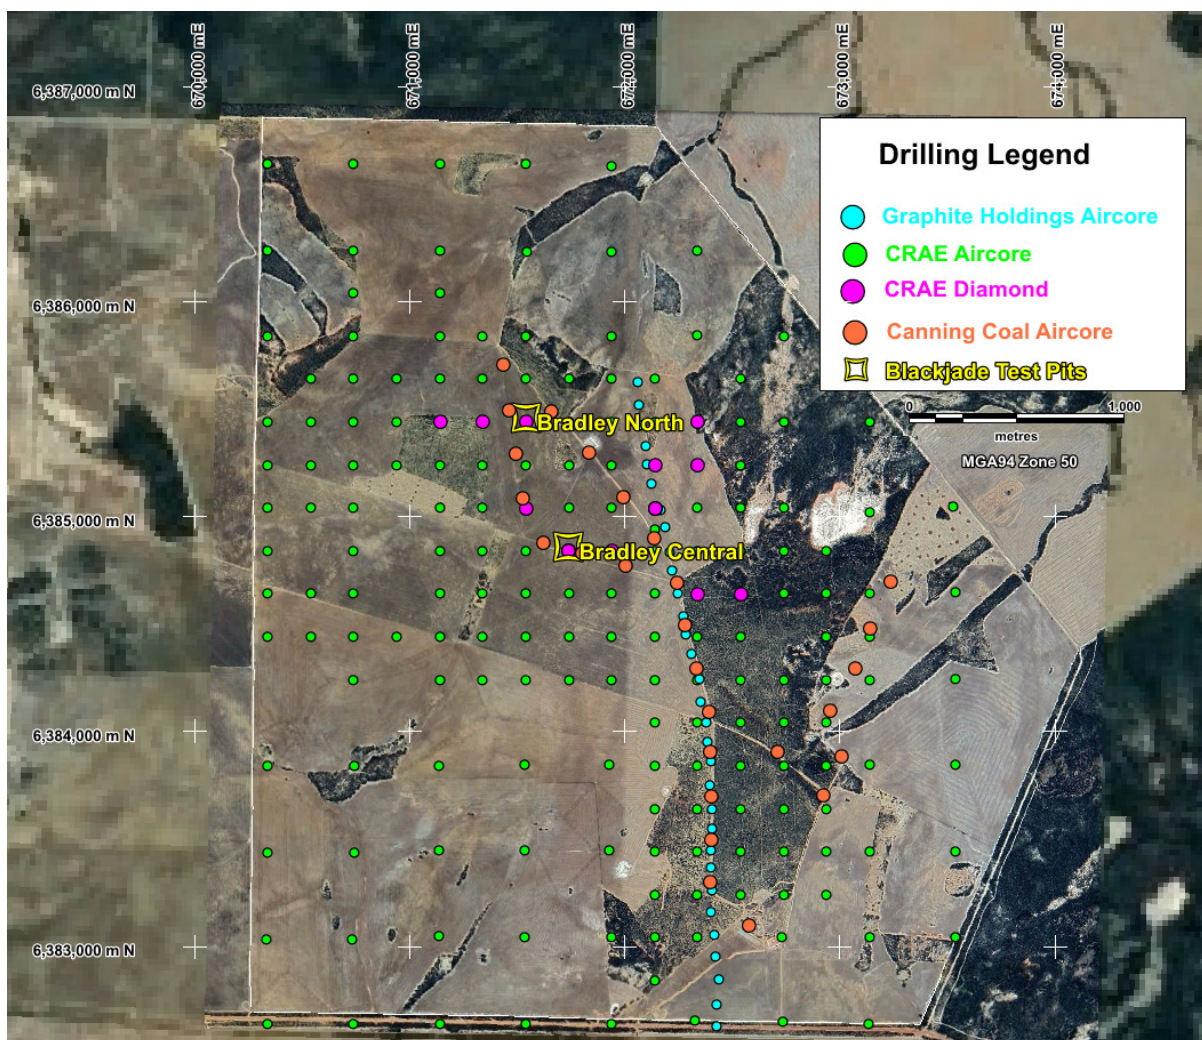 670,000 mE
671,000 mE
672,000 mE
673,000 mE
674,000 mE
6,387,000 m N
Drilling Legend
Graphite Holdings Aircore
CRAE Aircore
CRAE Diamond
Canning Coal Aircore
Blackjade Test Pits
6,386,000 m N
0 1,000
metres
MGA94 Zone 50
Bradley North
6,385,000 m N
Bradley Central
6,384,000 m N
6,383,000 m N